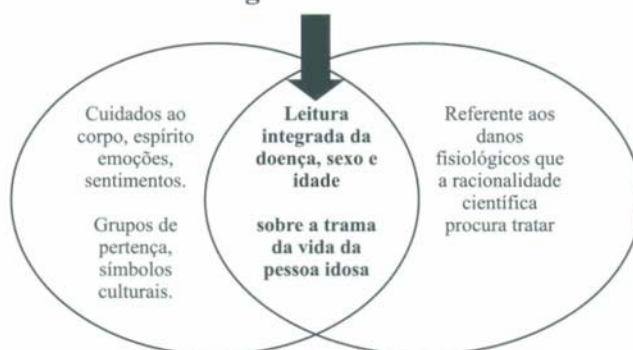 Cuidados ao
corpo, espírito
emoções,
sentimentos.
Grupos de
pertença,
símbolos
culturais.
Leitura
integrada da
doença, sexo e
idade
sobre a trama
da vida da
pessoa idosa
Referente aos
danos
fisiológicos que
a racionalidade
científica
procura tratar